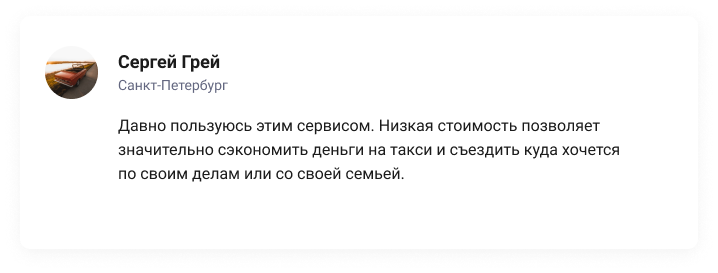 Сергей Грей
Санкт-Петербург
Давно пользуюсь этим сервисом. Низкая стоимость позволяет
значительно сэкономить деньги на такси и съездить куда хочется
по своим делам или со своей семьей.